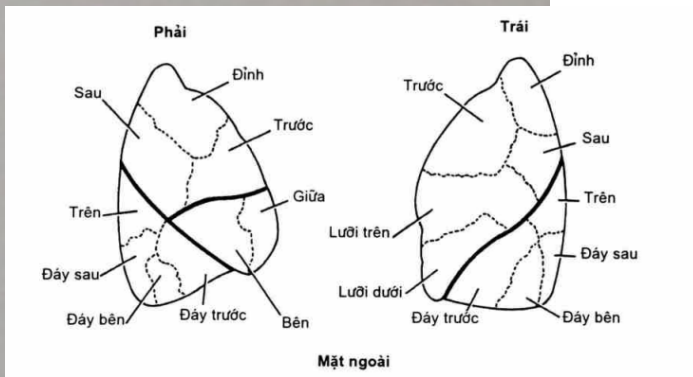 Phải
Trái
Đỉnh
Sau
Trước
Giữa
Trên
Đáy sau
Đáy bên
Đáy trước
Bên
Trước
Đỉnh
Sau
Trên
Lưỡi trên
Đáy sau
Lưỡi dưới
Đáy trước
Đáy bên
Mặt ngoài